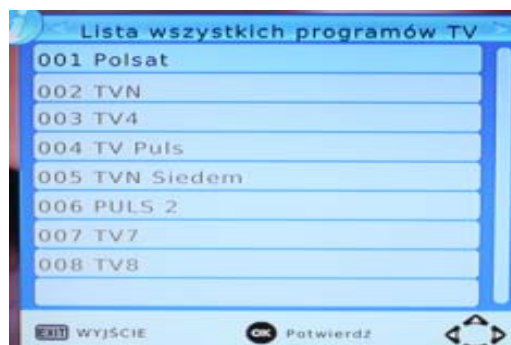 Lista wszystkich programów TV
001 Polsat
002 TVN
003 TV4
004 TV Puls
005 TVN Siedem
006 PULS 2
007 TV7
008 TV8
EXIT WYJŚCIE OK Potwierdź